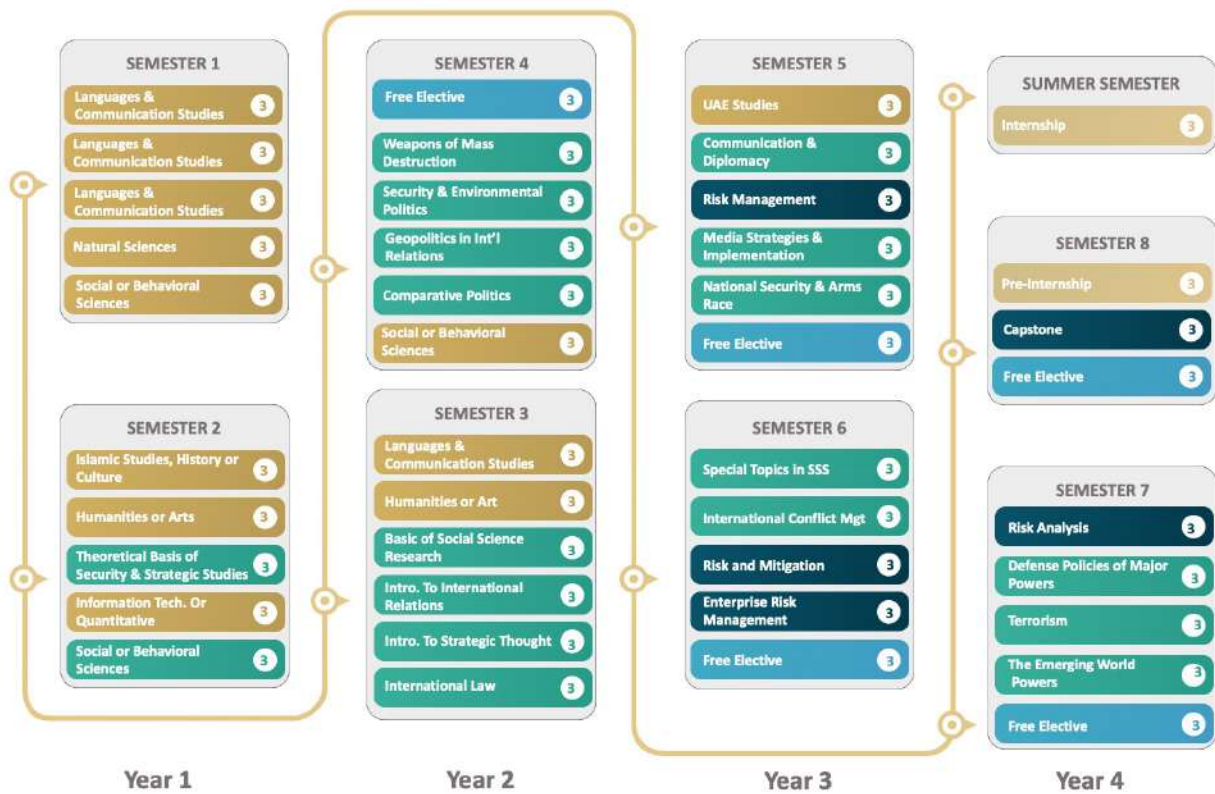 SEMESTER 1
Languages &
Communication Studies
3
Languages &
Communication Studies
3
Languages &
Communication Studies
3
Natural Sciences
3
Social or Behavioral
Sciences
3
SEMESTER 2
Islamic Studies, History or
Culture
3
Humanities or Arts
3
Theoretical Basis of
Security & Strategic Studies
3
Information Tech. Or
Quantitative
3
Social or Behavioral
Sciences
3
Year 1
SEMESTER 4
Free Elective
3
Weapons of Mass
Destruction
3
Security & Environmental
Politics
3
Geopolitics in Int'l
Relations
3
Comparative Politics
3
Social or Behavioral
Sciences
3
SEMESTER 3
Languages &
Communication Studies
3
Humanities or Art
3
Basic of Social Science
Research
3
Intro. To International
Relations
3
Intro. To Strategic Thought
3
International Law
3
Year 2
SEMESTER 5
UAE Studies
3
Communication &
Diplomacy
3
Risk Management
3
Media Strategies &
Implementation
3
National Security & Arms
Race
3
Free Elective
3
SEMESTER 6
Special Topics in SSS
3
International Conflict Mgt
3
Risk and Mitigation
3
Enterprise Risk
Management
3
Free Elective
3
Year 3
SUMMER SEMESTER
Internship
3
SEMESTER 8
Pre-Internship
3
Capstone
3
Free Elective
3
SEMESTER 7
Risk Analysis
3
Defense Policies of Major
Powers
3
Terrorism
3
The Emerging World
Powers
3
Free Elective
3
Year 4